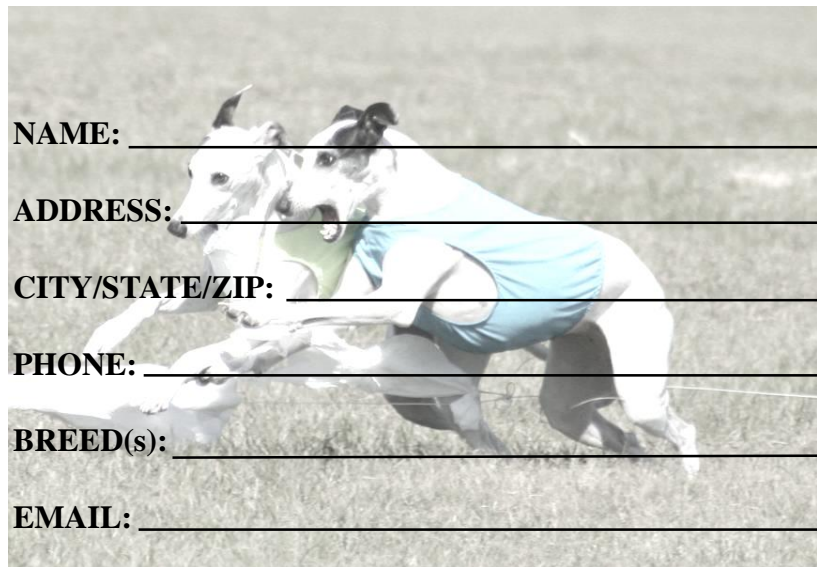 NAME:
ADDRESS:
CITY/STATE/ZIP:
PHONE:
BREED(s):
EMAIL: